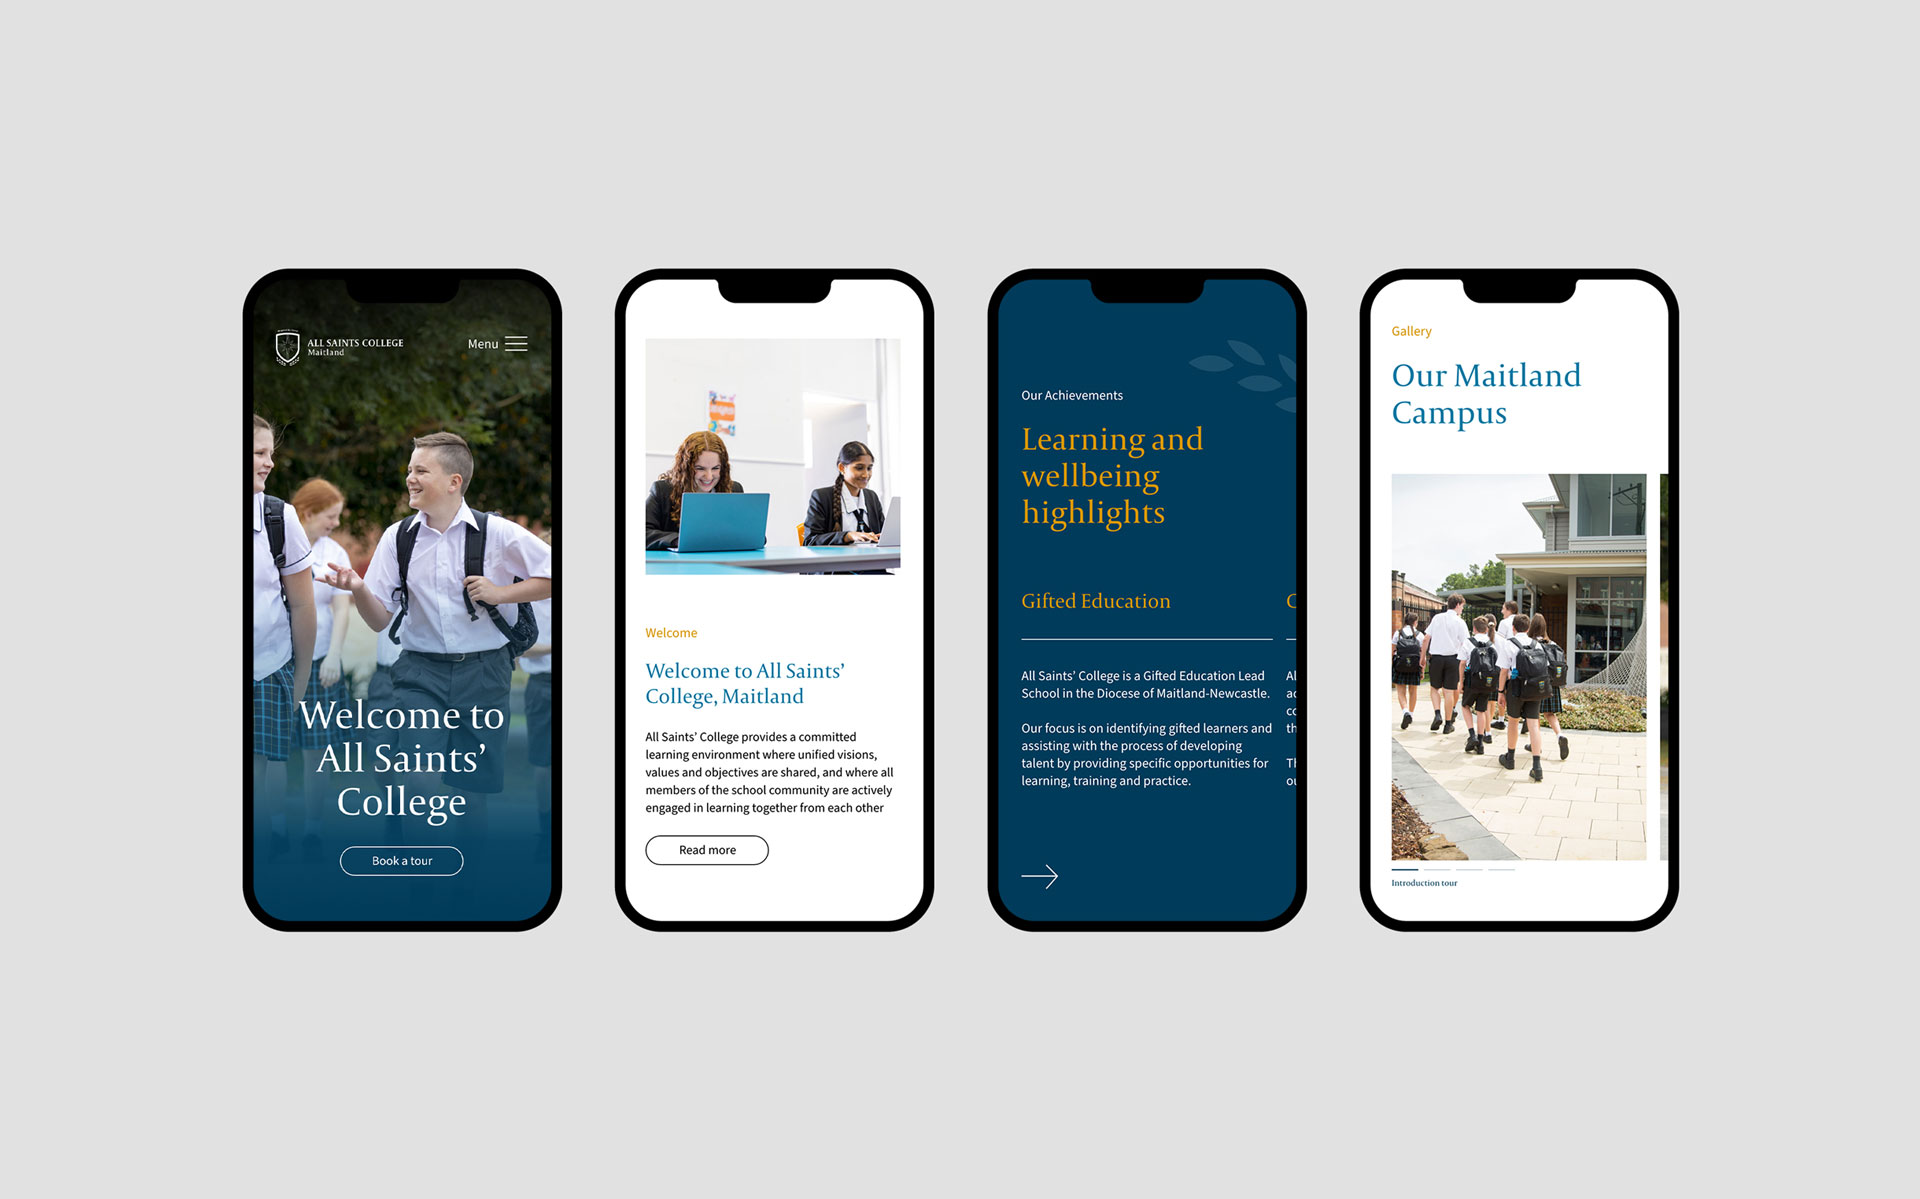 ALL SAINTS COLLEGE
Maitland
Menu
Welcome to
All Saints’
College
Book a tour
Welcome
Welcome to All Saints’
College, Maitland
All Saints’ College provides a committed
learning environment where unified visions,
values and objectives are shared, and where all
members of the school community are actively
engaged in learning together from each other
Read more
Our Achievements
Learning and
wellbeing
highlights
Gifted Education
All Saints’ College is a Gifted Education Lead
School in the Diocese of Maitland-Newcastle.
Our focus is on identifying gifted learners and
assisting with the process of developing
talent by providing specific opportunities for
learning, training and practice.
Gallery
Our Maitland
Campus
Introduction tour